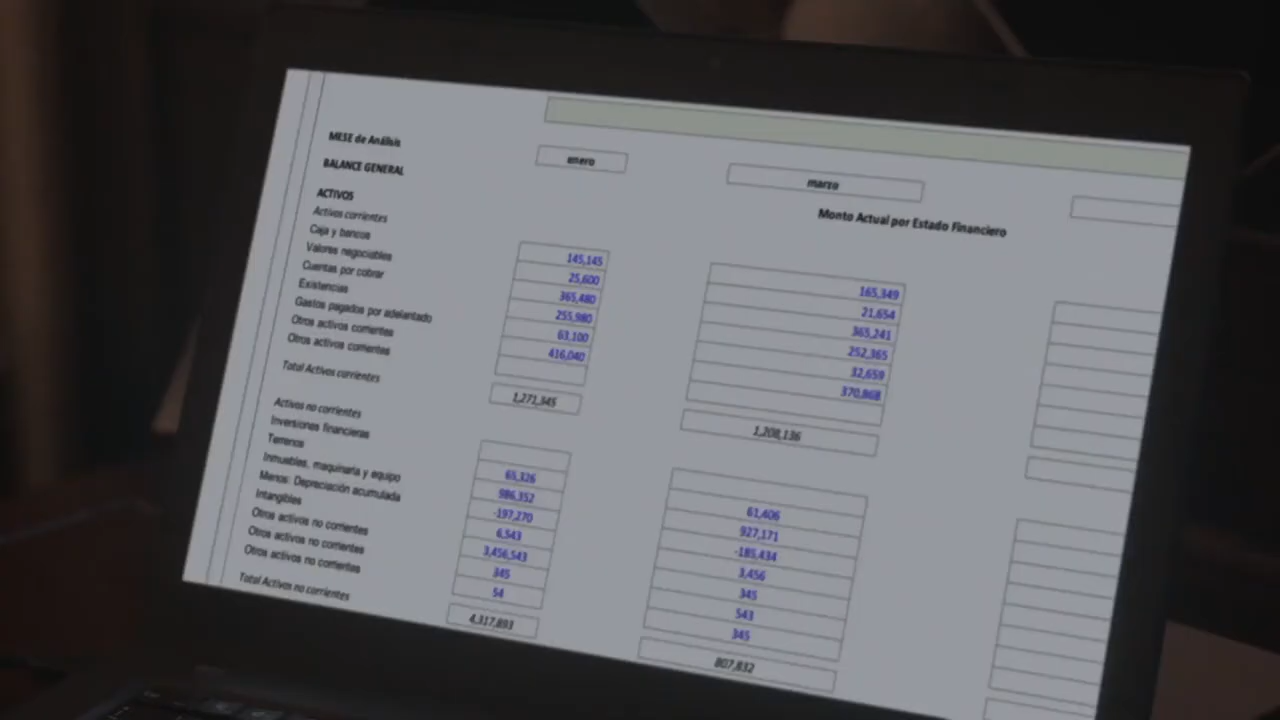 MESE de Análisis
enero
marzo
BALANCE GENERAL
Monto Actual por Estado Financiero
ACTIVOS
Activos corrientes
Caja y bancos 145,145 165,349
Valores negociables 25,600 21,654
Cuentas por cobrar 365,480 365,241
Existencias 255,980 252,365
Gastos pagados por adelantado 63,100 32,659
Otros activos corrientes 416,040 370,868
Otros activos corrientes
Total Activos corrientes 1,271,345 1,208,136
Activos no corrientes
Inversiones financieras
Terrenos 65,326 61,406
Inmuebles, maquinaria y equipo 986,352 927,171
Menos: Depreciación acumulada -197,270 -185,434
Intangibles 6,543 3,456
Otros activos no corrientes 3,456,543 345
Otros activos no corrientes 345 543
Otros activos no corrientes 54 345
Total Activos no corrientes 4,317,893 807,832